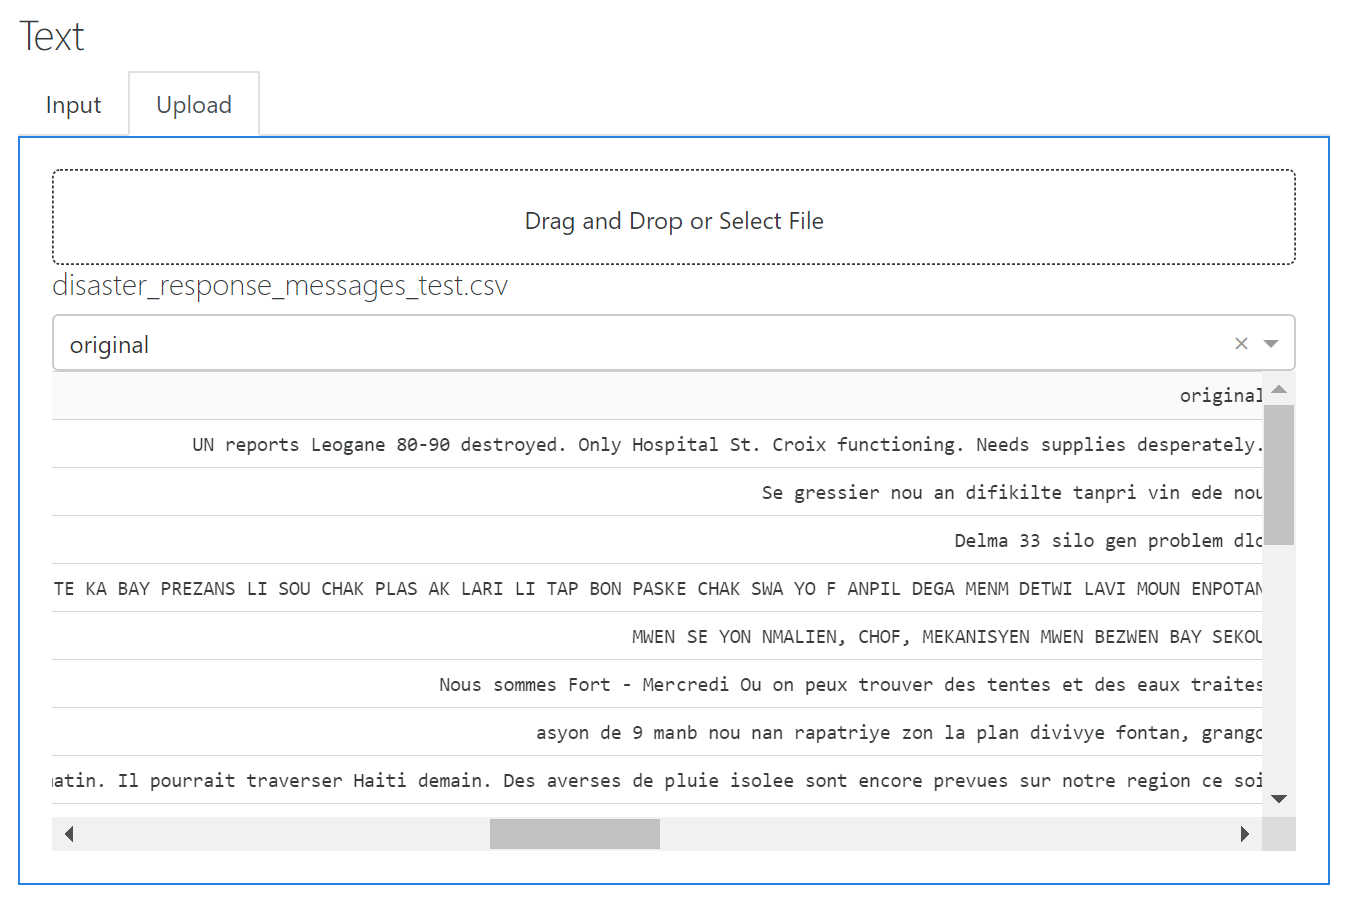 Text
Input
Upload
Drag and Drop or Select File
disaster_response_messages_test.csv
original
original
UN reports Leogane 80-90 destroyed. Only Hospital St. Croix functioning. Needs supplies desperately.
Se gressier nou an difikilte tanpri vin ede nou
Delma 33 silo gen problem dlo
TE KA BAY PREZANS LI SOU CHAK PLAS AK LARI LI TAP BON PASKE CHAK SWA YO F ANPIL DEGA MENM DETWI LAVI MOUN ENPOTAN
MWEN SE YON NMALIEN, CHOF, MEKANISYEN MWEN BEZWEN BAY SEKOU
Nous sommes Fort - Mercredi Ou on peux trouver des tentes et des eaux traites
asyon de 9 manb nou nan rapatriye zon la plan divivye fontan, grango
Il pourrait traverser Haiti demain. Des averses de pluie isolee sont encore prevues sur notre region ce soi